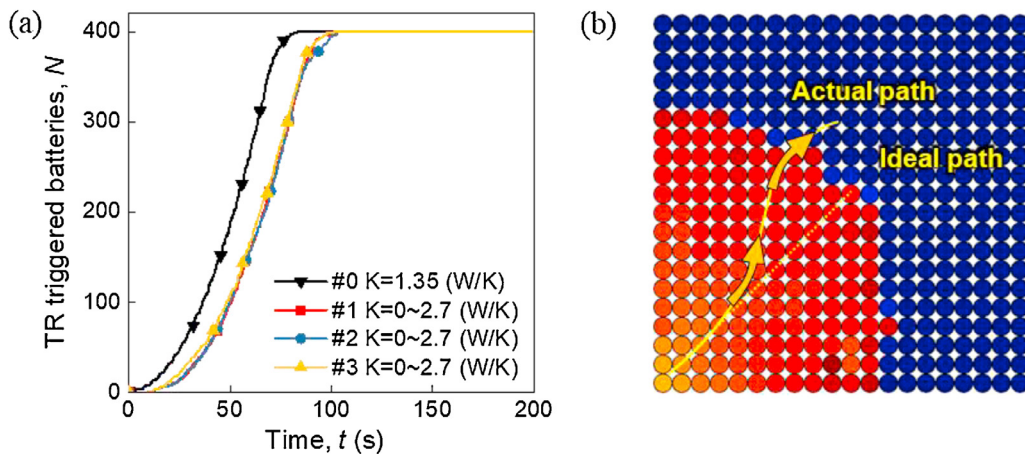 (a)
TR triggered batteries, N
400
300
200
100
0
0 50 100 150 200
Time, t (s)
#0 K=1.35 (W/K)
#1 K=0~2.7 (W/K)
#2 K=0~2.7 (W/K)
#3 K=0~2.7 (W/K)
(b)
Actual path
Ideal path